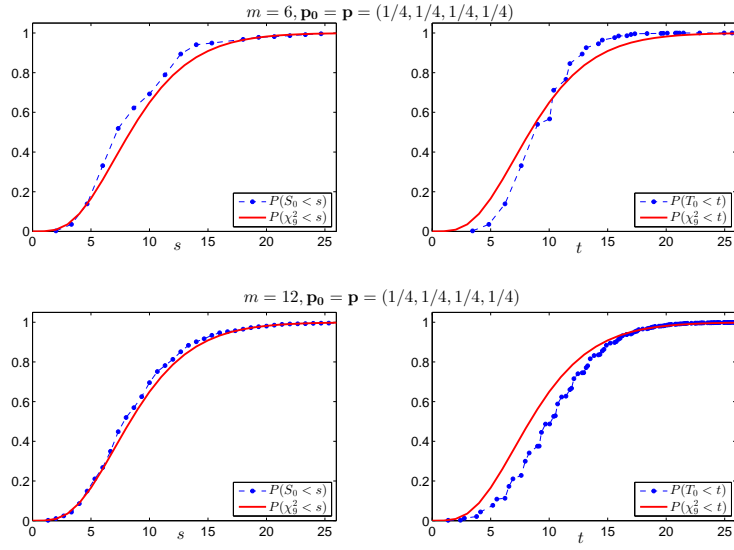 m = 6, p₀ = p = (1/4, 1/4, 1/4, 1/4)
1
0.8
0.6
0.4
0.2
0
0 5 10 15 20 25
s
P(S₀ < s)
P(χ²₉ < s)
1
0.8
0.6
0.4
0.2
0
0 5 10 15 20 25
t
P(T₀ < t)
P(χ²₉ < t)
m = 12, p₀ = p = (1/4, 1/4, 1/4, 1/4)
1
0.8
0.6
0.4
0.2
0
0 5 10 15 20 25
s
P(S₀ < s)
P(χ²₉ < s)
1
0.8
0.6
0.4
0.2
0
0 5 10 15 20 25
t
P(T₀ < t)
P(χ²₉ < t)